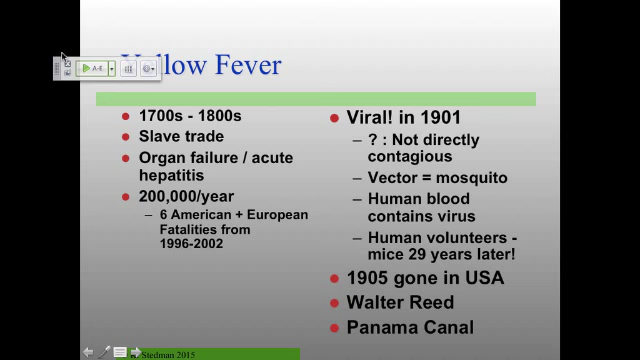 Yellow Fever
A-E
1700s - 1800s
Slave trade
Organ failure / acute
hepatitis
200,000/year
– 6 American + European
Fatalities from
1996-2002
Viral! in 1901
– ? : Not directly
contagious
– Vector = mosquito
– Human blood
contains virus
– Human volunteers -
mice 29 years later!
1905 gone in USA
Walter Reed
Panama Canal
Stedman 2015